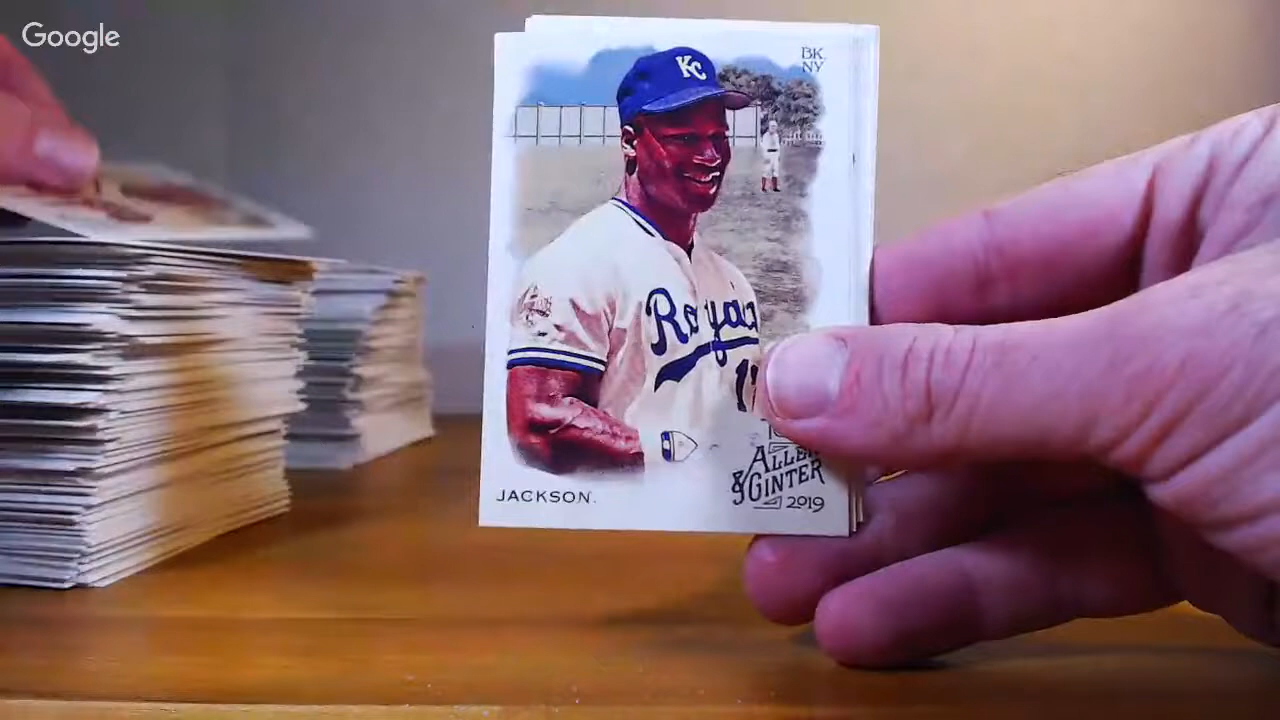 Google
KC
BK.
NY
Royals
JACKSON.
ALLEN
& GINTER
2019